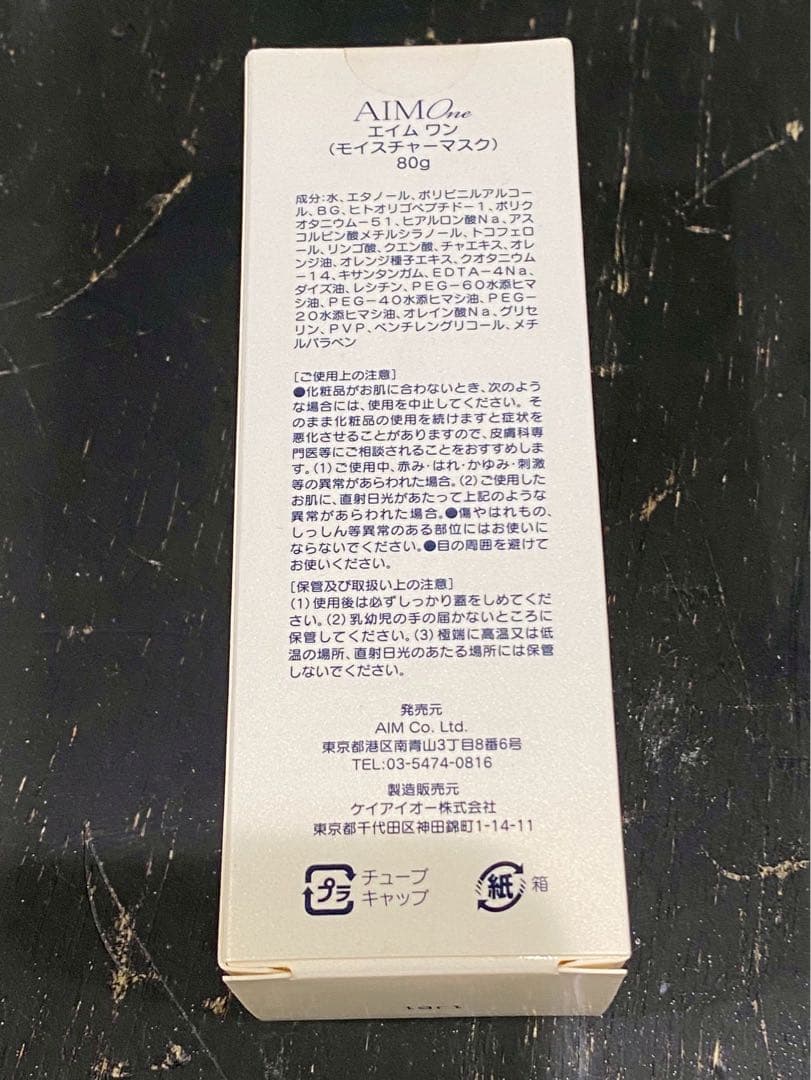 AIMOne
エイム ワン
(モイスチャーマスク)
80g
成分:水、エタノール、ポリビニルアルコー
ル、BG、ヒトオリゴペプチド-1、ポリク
オタニウム-51、ヒアルロン酸Na、アス
コルビン酸メチルシラノール、トコフェロ
ール、リンゴ酸、クエン酸、チャエキス、オレ
ンジ油、オレンジ種子エキス、クオタニウム
-14、キサンタンガム、EDTA-4Na、
ダイズ油、レシチン、PEG-60水添ヒマ
シ油、PEG-40水添ヒマシ油、PEG-
20水添ヒマシ油、オレイン酸Na、グリセ
リン、PVP、ペンチレングリコール、メチ
ルパラベン
[ご使用上の注意]
●化粧品がお肌に合わないとき、次のよう
な場合には、使用を中止してください。そ
のまま化粧品の使用を続けますと症状を
悪化させることがありますので、皮膚科専
門医等にご相談されることをおすすめしま
す。(1)ご使用中、赤み・はれ・かゆみ・刺激
等の異常があらわれた場合。(2)ご使用した
お肌に、直射日光があたって上記のような
異常があらわれた場合。●傷やはれもの、
しっしん等異常のある部位にはお使いに
ならないでください。●目の周囲を避けて
お使いください。
[保管及び取扱い上の注意]
(1)使用後は必ずしっかり蓋をしめてくだ
さい。(2)乳幼児の手の届かないところに
保管してください。(3)極端に高温又は低
温の場所、直射日光のあたる場所には保管
しないでください。
発売元
AIM Co. Ltd.
東京都港区南青山3丁目8番6号
TEL:03-5474-0816
製造販売元
ケイアイオー株式会社
東京都千代田区神田錦町1-14-11
プラ チューブ
キャップ
紙 箱